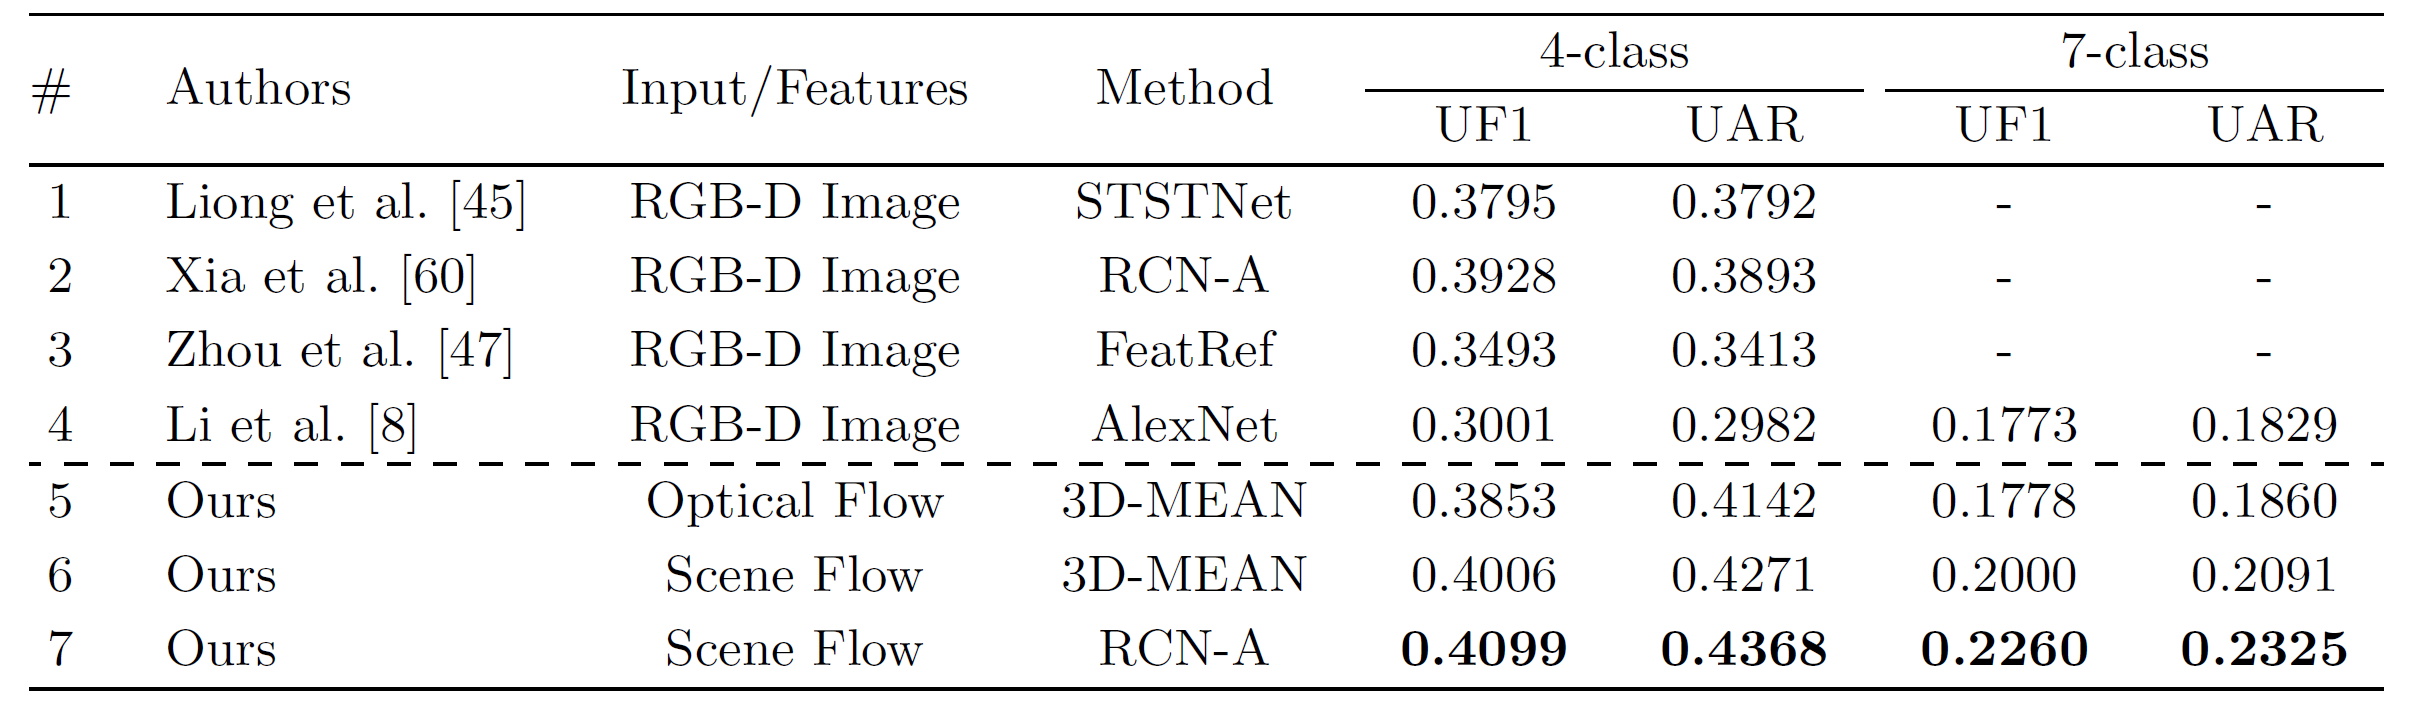 # Authors Input/Features Method 4-class 7-class
UF1 UAR UF1 UAR
1 Liong et al. [45] RGB-D Image STSTNet 0.3795 0.3792 - -
2 Xia et al. [60] RGB-D Image RCN-A 0.3928 0.3893 - -
3 Zhou et al. [47] RGB-D Image FeatRef 0.3493 0.3413 - -
4 Li et al. [8] RGB-D Image AlexNet 0.3001 0.2982 0.1773 0.1829
5 Ours Optical Flow 3D-MEAN 0.3853 0.4142 0.1778 0.1860
6 Ours Scene Flow 3D-MEAN 0.4006 0.4271 0.2000 0.2091
7 Ours Scene Flow RCN-A 0.4099 0.4368 0.2260 0.2325